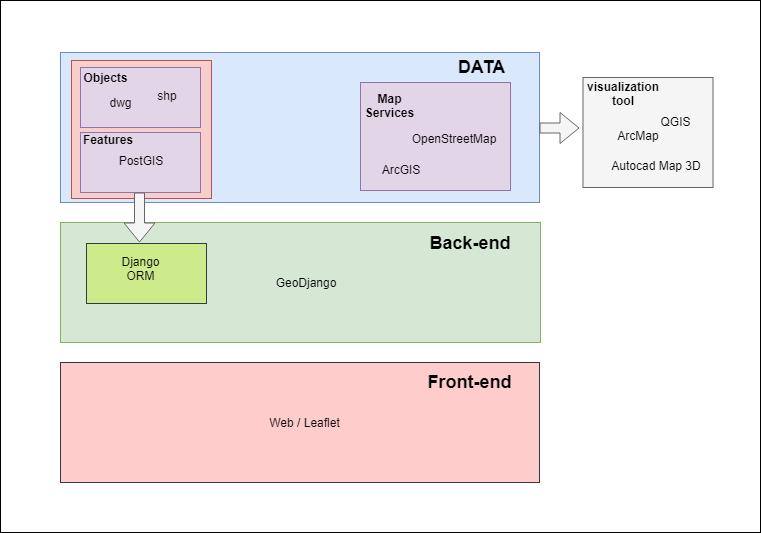 DATA
Objects
dwg
shp
Features
PostGIS
Map
Services
OpenStreetMap
ArcGIS
visualization
tool
QGIS
ArcMap
Autocad Map 3D
Back-end
Django
ORM
GeoDjango
Front-end
Web / Leaflet